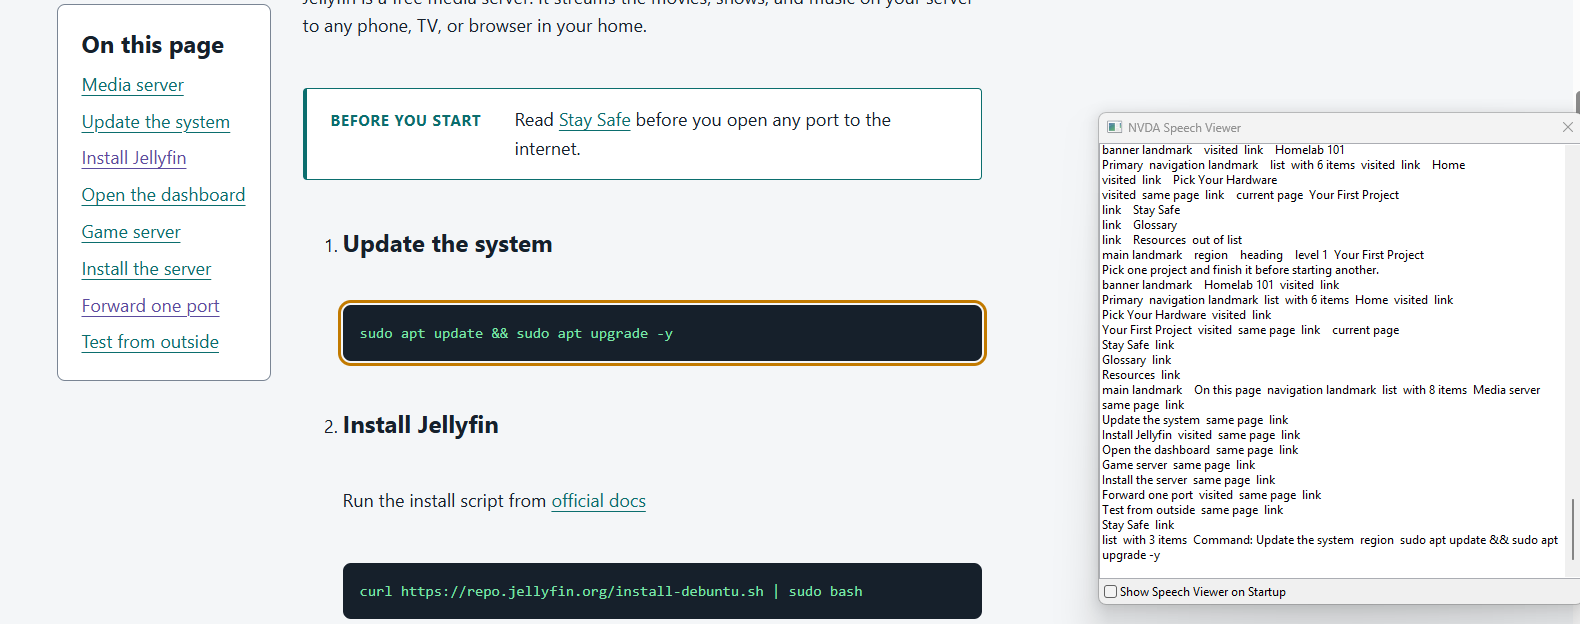 On this page
Media server
Update the system
Install Jellyfin
Open the dashboard
Game server
Install the server
Forward one port
Test from outside
Jellyfin is a free media server. It streams the movies, shows, and music on your server
to any phone, TV, or browser in your home.
BEFORE YOU START
Read Stay Safe before you open any port to the
internet.
1. Update the system
sudo apt update && sudo apt upgrade -y
2. Install Jellyfin
Run the install script from official docs
curl https://repo.jellyfin.org/install-debuntu.sh | sudo bash
NVDA Speech Viewer
banner landmark visited link Homelab 101
Primary navigation landmark list with 6 items visited link Home
visited link Pick Your Hardware
visited same page link current page Your First Project
link Stay Safe
link Glossary
link Resources out of list
main landmark region heading level 1 Your First Project
Pick one project and finish it before starting another.
banner landmark Homelab 101 visited link
Primary navigation landmark list with 6 items Home visited link
Pick Your Hardware visited link
Your First Project visited same page link current page
Stay Safe link
Glossary link
Resources link
main landmark On this page navigation landmark list with 8 items Media server
same page link
Update the system same page link
Install Jellyfin visited same page link
Open the dashboard same page link
Game server same page link
Install the server same page link
Forward one port visited same page link
Test from outside same page link
Stay Safe link
list with 3 items Command: Update the system region sudo apt update && sudo apt
upgrade -y
Show Speech Viewer on Startup